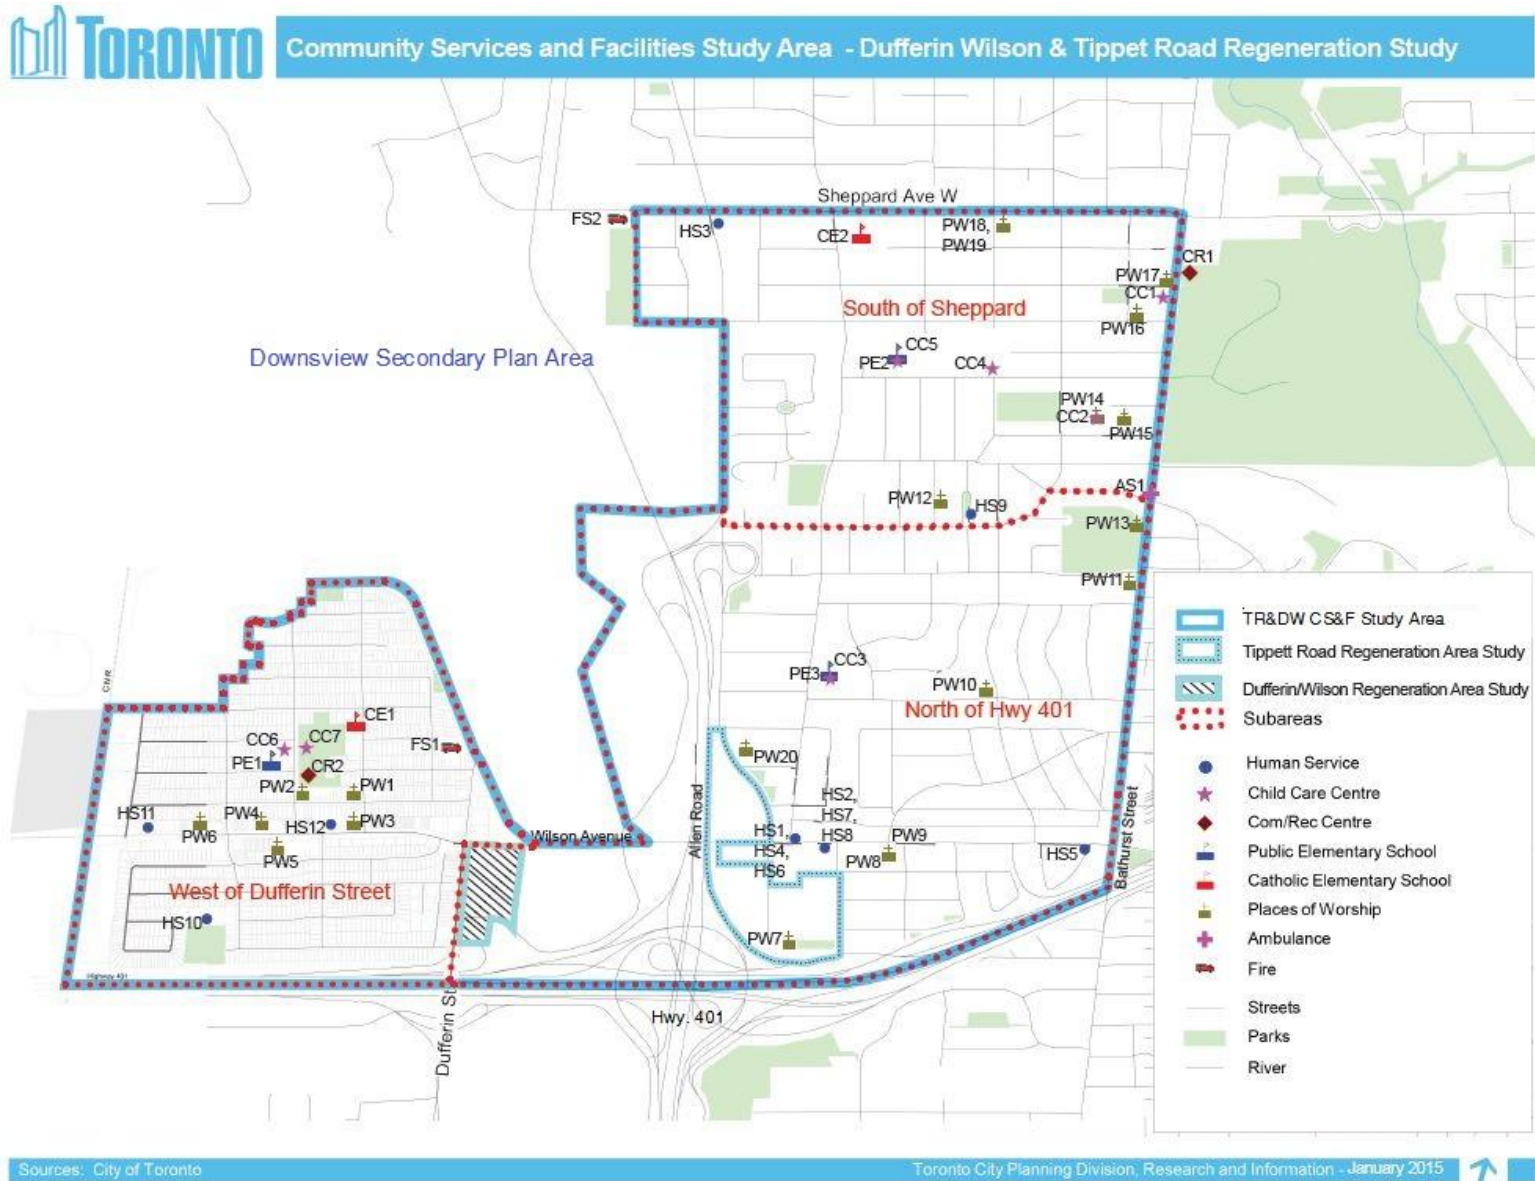 TORONTO
Community Services and Facilities Study Area - Dufferin Wilson & Tippet Road Regeneration Study
Sheppard Ave W
FS2
HS3
CE2
PW18,
PW19
CR1
PW17
CC1
South of Sheppard
PW16
CC5
Downsview Secondary Plan Area
PE2
CC4
PW14
CC2
PW15
AS1
PW12
HS9
PW13
PW11
CC3
PE3
CNR
PW10
North of Hwy 401
CE1
CC6
CC7
FS1
PE1
CR2
PW20
PW2
PW1
HS2,
HS7,
HS8
HS11
PW4
HS12
PW3
PW6
PW5
Wilson Avenue
Allen Road
HS1,
HS4,
HS6
PW9
PW8
HS5
Bathurst Street
West of Dufferin Street
HS10
PW7
Highway 401
Hwy. 401
Dufferin St
TR&DW CS&F Study Area
Tippett Road Regeneration Area Study
Dufferin/Wilson Regeneration Area Study
Subareas
Human Service
Child Care Centre
Com/Rec Centre
Public Elementary School
Catholic Elementary School
Places of Worship
Ambulance
Fire
Streets
Parks
River
Sources: City of Toronto
Toronto City Planning Division, Research and Information - January 2015